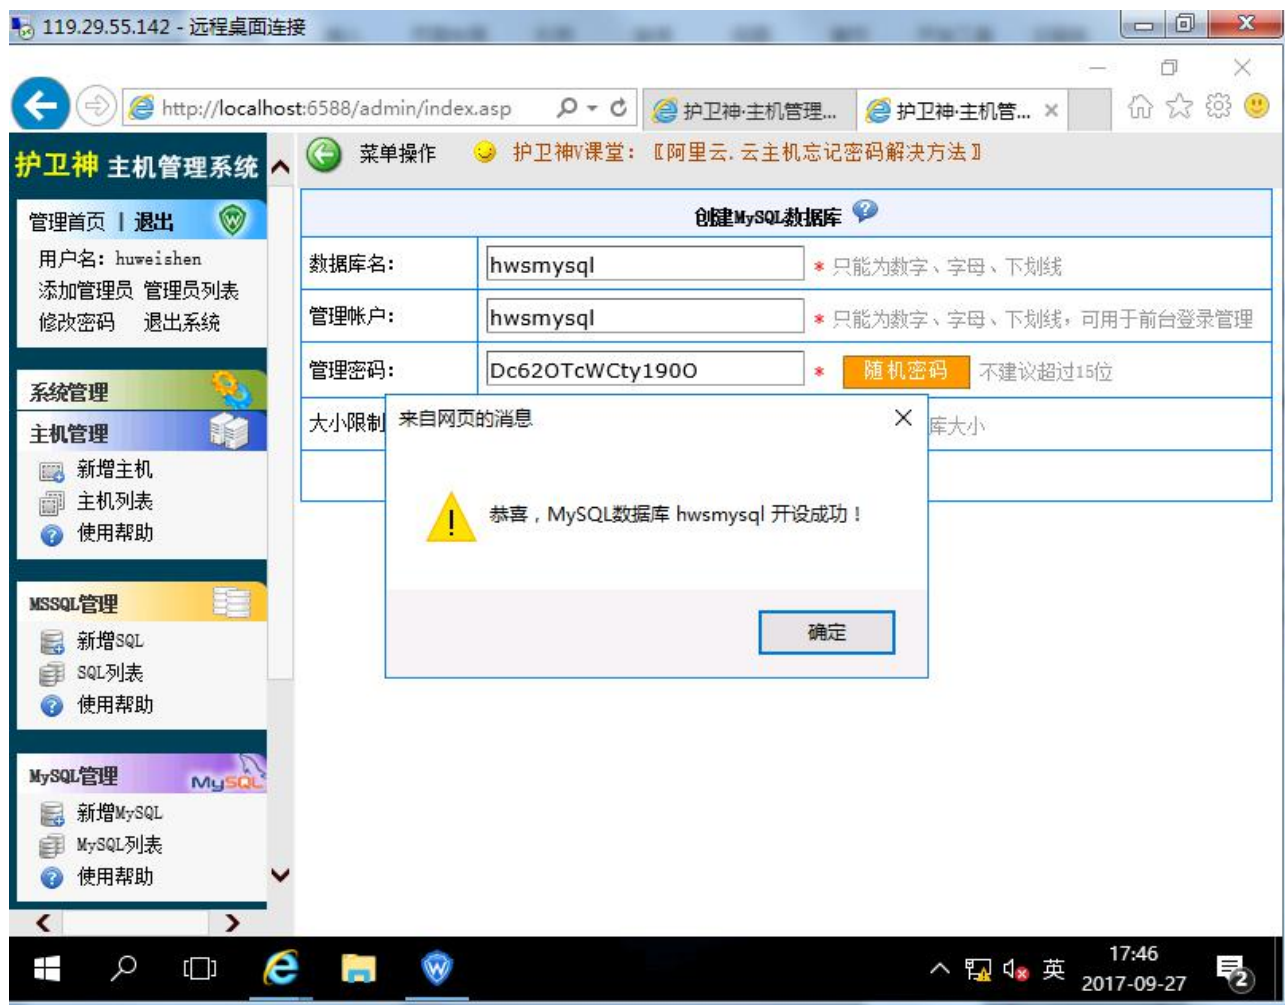 119.29.55.142 - 远程桌面连接
http://localhost:6588/admin/index.asp
护卫神·主机管理...
护卫神·主机管...
护卫神 主机管理系统
菜单操作
护卫神V课堂：〖阿里云.云主机忘记密码解决方法〗
管理首页 | 退出
用户名：huweishen
添加管理员 管理员列表
修改密码 退出系统
系统管理
主机管理
新增主机
主机列表
使用帮助
MSSQL管理
新增SQL
SQL列表
使用帮助
MySQL管理
MySQL
新增MySQL
MySQL列表
使用帮助
创建MySQL数据库
数据库名： hwsmysql * 只能为数字、字母、下划线
管理帐户： hwsmysql * 只能为数字、字母、下划线，可用于前台登录管理
管理密码： Dc62OTcWCty190O * 随机密码 不建议超过15位
大小限制 库大小
来自网页的消息
恭喜，MySQL数据库 hwsmysql 开设成功！
确定
英
17:46
2017-09-27
2